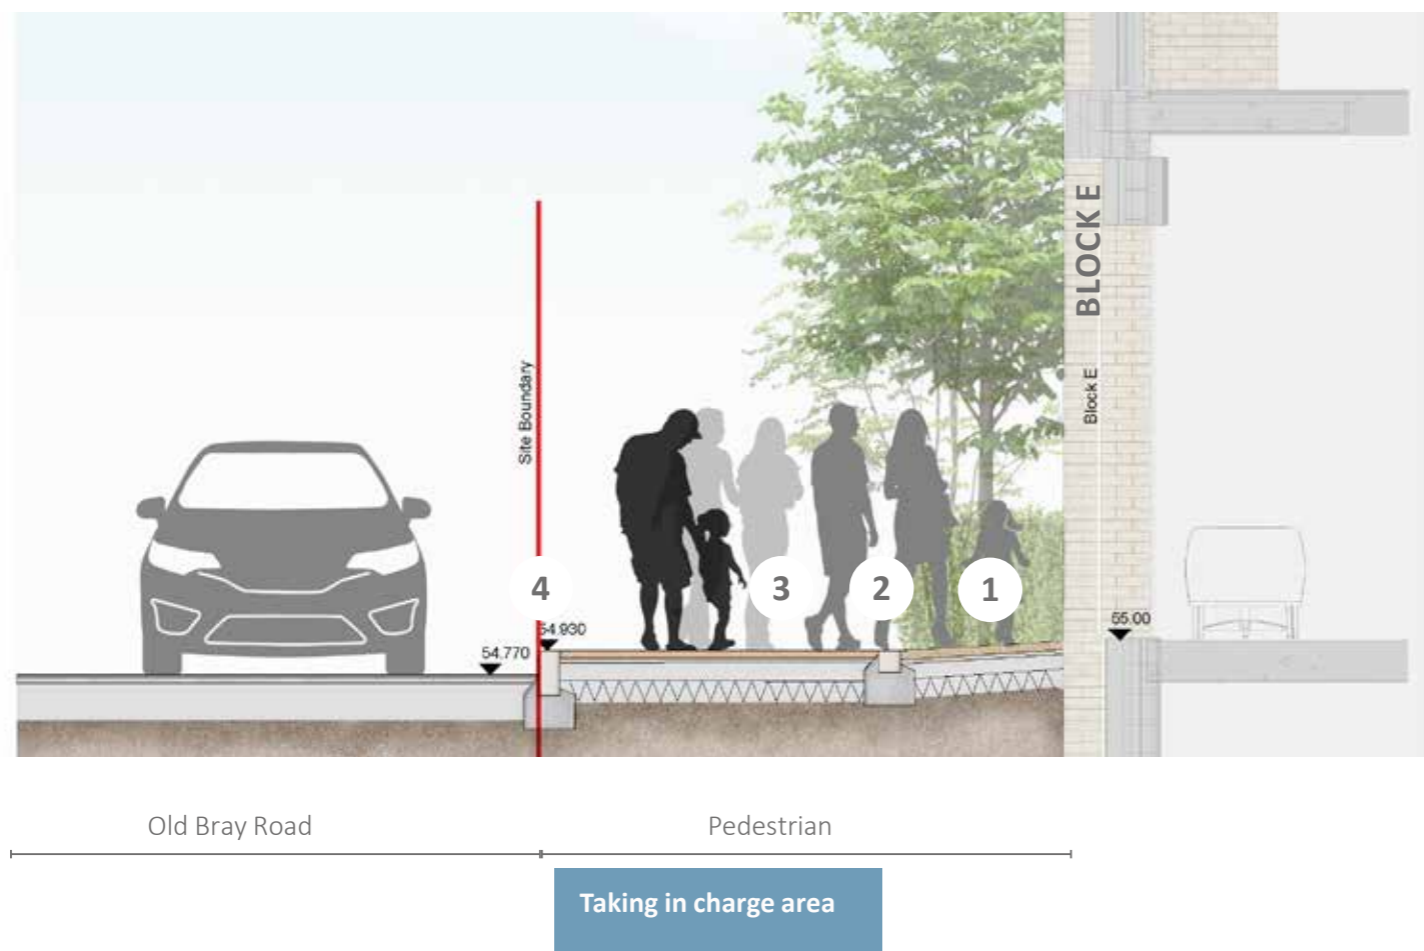 BLOCK E
Site Boundary
Block E
4
3
2
1
54.930
55.00
54.770
Old Bray Road
Pedestrian
Taking in charge area